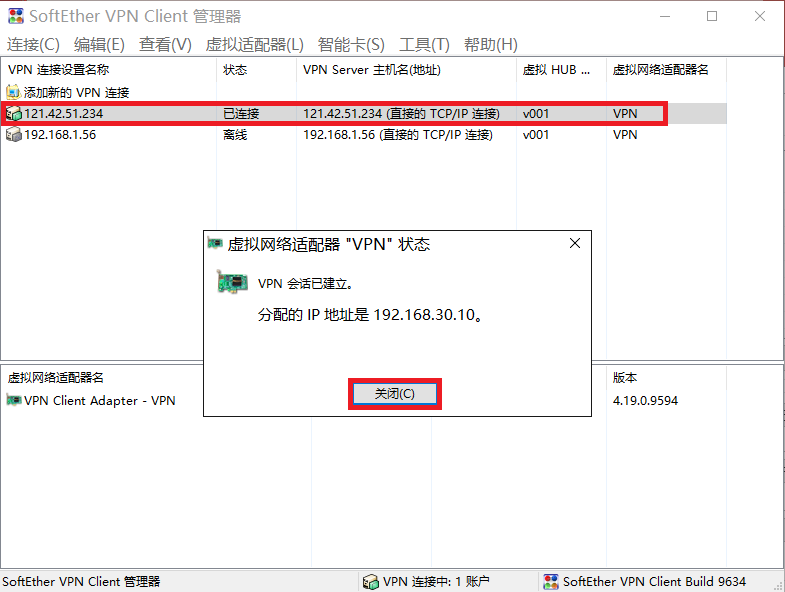 SoftEther VPN Client 管理器
连接(C) 编辑(E) 查看(V) 虚拟适配器(L) 智能卡(S) 工具(T) 帮助(H)
VPN 连接设置名称 状态 VPN Server 主机名(地址) 虚拟 HUB ... 虚拟网络适配器名
添加新的 VPN 连接
121.42.51.234 已连接 121.42.51.234 (直接的 TCP/IP 连接) v001 VPN
192.168.1.56 离线 192.168.1.56 (直接的 TCP/IP 连接) v001 VPN
虚拟网络适配器 "VPN" 状态
VPN 会话已建立。
分配的 IP 地址是 192.168.30.10。
关闭(C)
虚拟网络适配器名 版本
VPN Client Adapter - VPN 4.19.0.9594
SoftEther VPN Client 管理器 VPN 连接中: 1 账户 SoftEther VPN Client Build 9634